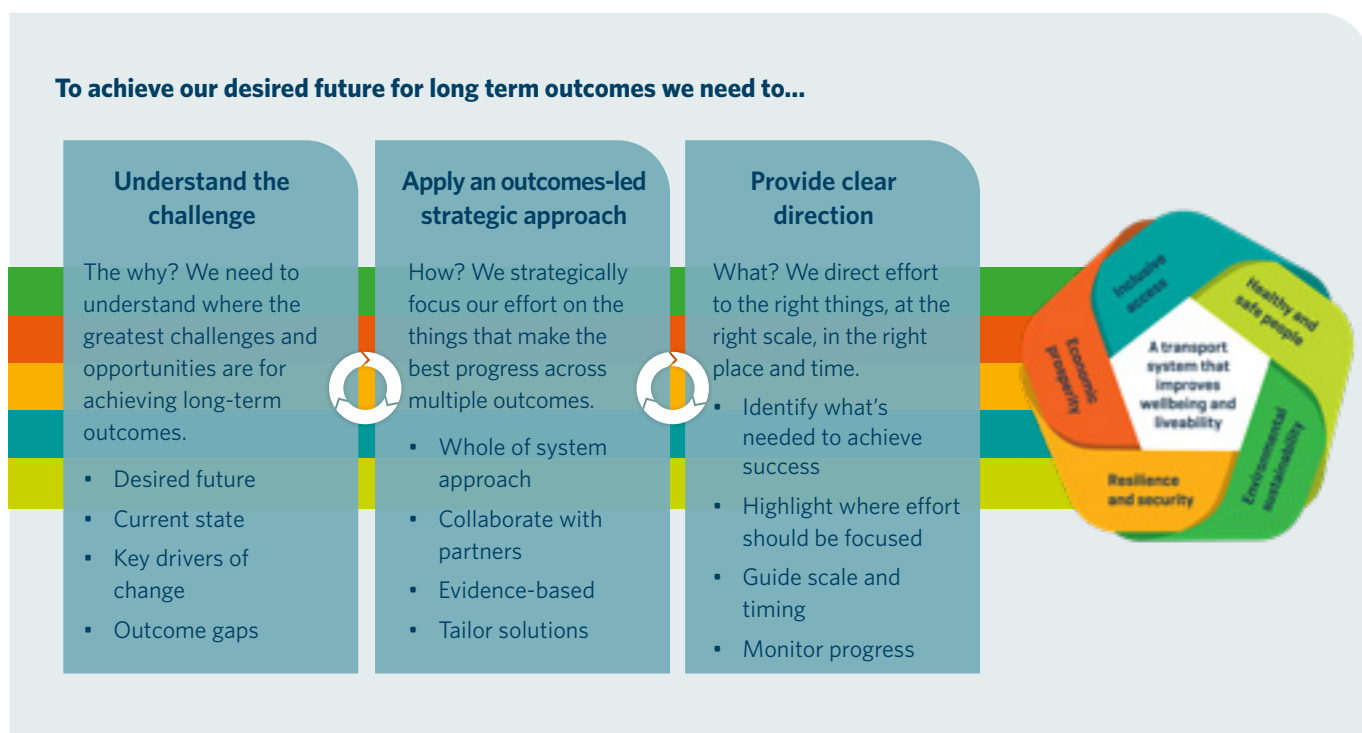 To achieve our desired future for long term outcomes we need to...
Understand the
challenge
The why? We need to
understand where the
greatest challenges and
opportunities are for
achieving long-term
outcomes.
• Desired future
• Current state
• Key drivers of
change
• Outcome gaps
Apply an outcomes-led
strategic approach
How? We strategically
focus our effort on the
things that make the
best progress across
multiple outcomes.
• Whole of system
approach
• Collaborate with
partners
• Evidence-based
• Tailor solutions
Provide clear
direction
What? We direct effort
to the right things, at the
right scale, in the right
place and time.
• Identify what's
needed to achieve
success
• Highlight where effort
should be focused
• Guide scale and
timing
• Monitor progress
Inclusive
access
Healthy and
safe people
Economic
prosperity
A transport
system that
improves
wellbeing and
liveability
Environmental
sustainability
Resilience
and security